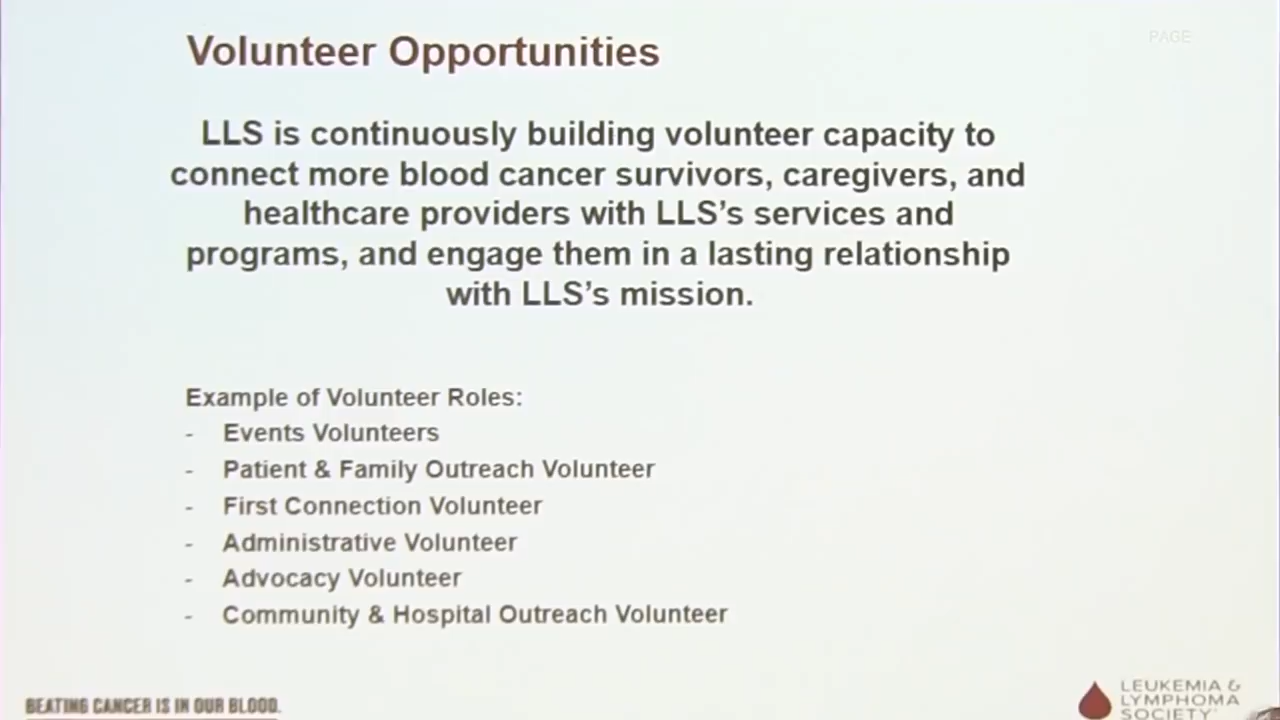 PAGE
Volunteer Opportunities
LLS is continuously building volunteer capacity to
connect more blood cancer survivors, caregivers, and
healthcare providers with LLS’s services and
programs, and engage them in a lasting relationship
with LLS’s mission.
Example of Volunteer Roles:
- Events Volunteers
- Patient & Family Outreach Volunteer
- First Connection Volunteer
- Administrative Volunteer
- Advocacy Volunteer
- Community & Hospital Outreach Volunteer
BEATING CANCER IS IN OUR BLOOD.
LEUKEMIA &
LYMPHOMA
SOCIETY